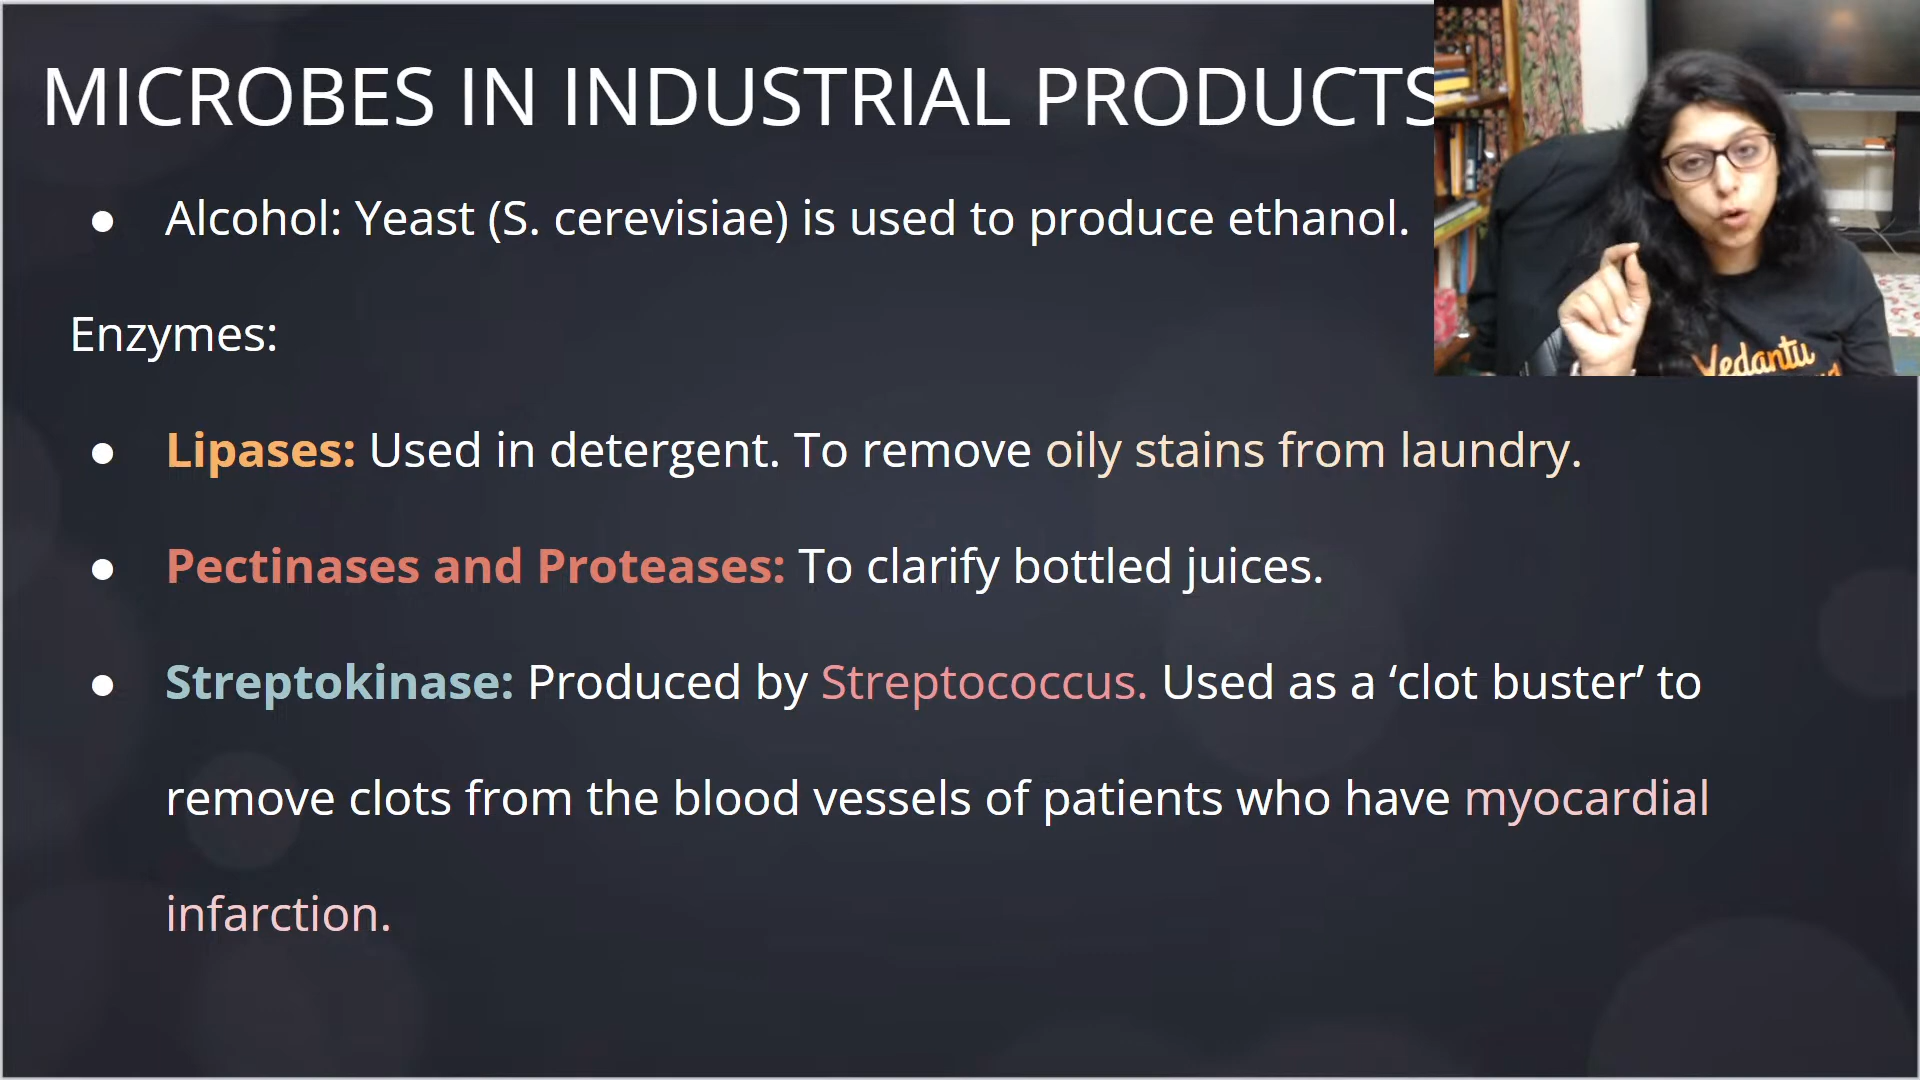 MICROBES IN INDUSTRIAL PRODUCTS
● Alcohol: Yeast (S. cerevisiae) is used to produce ethanol.
Enzymes:
● Lipases: Used in detergent. To remove oily stains from laundry.
● Pectinases and Proteases: To clarify bottled juices.
● Streptokinase: Produced by Streptococcus. Used as a ‘clot buster’ to
remove clots from the blood vessels of patients who have myocardial
infarction.
Vedantu